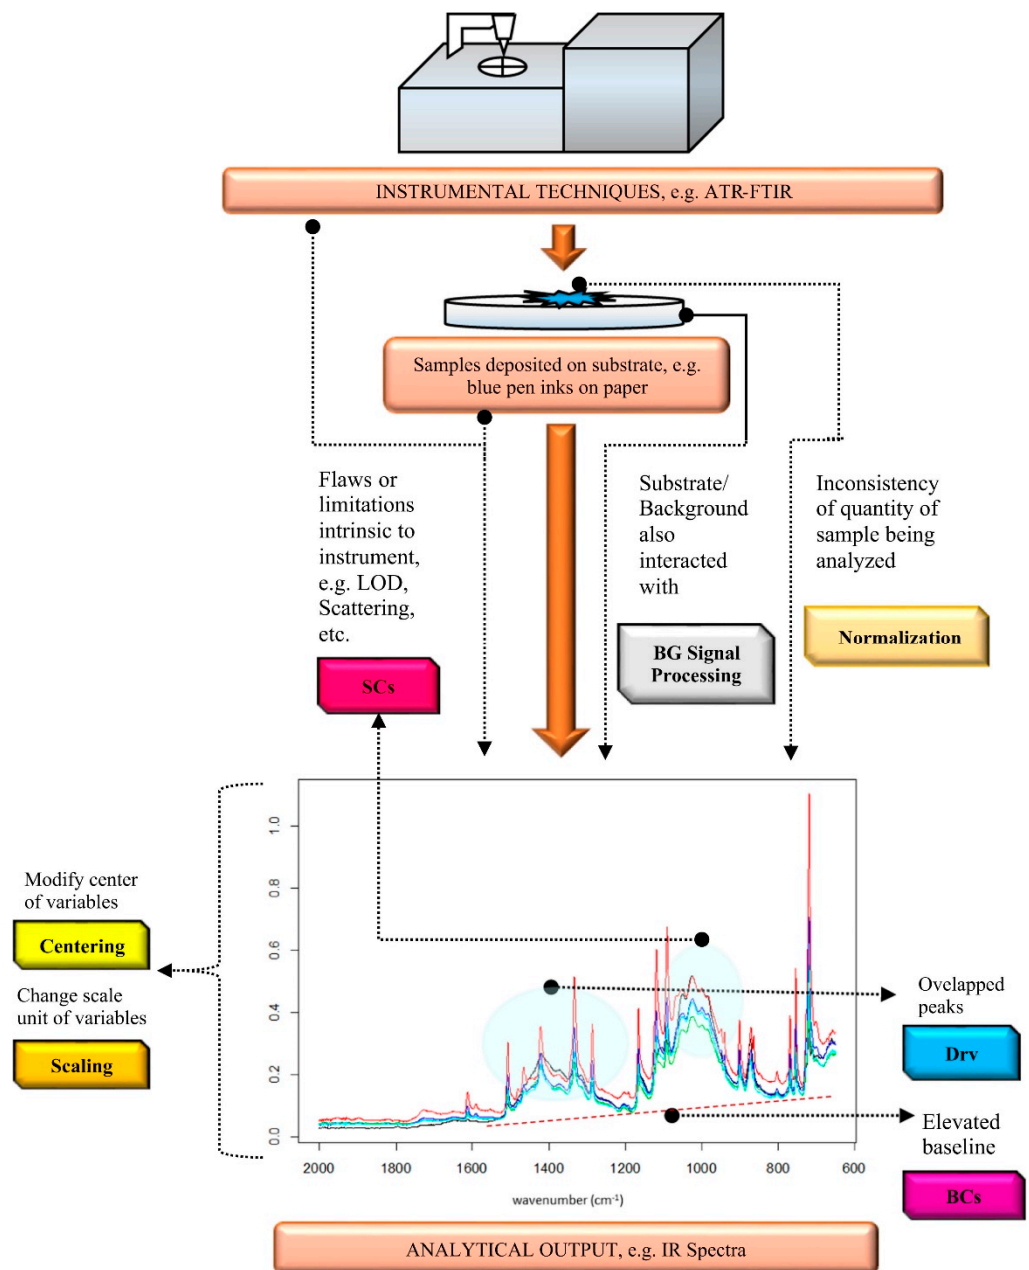 INSTRUMENTAL TECHNIQUES, e.g. ATR-FTIR
Samples deposited on substrate, e.g.
blue pen inks on paper
Flaws or
limitations
intrinsic to
instrument,
e.g. LOD,
Scattering,
etc.
SCs
Substrate/
Background
also
interacted
with
BG Signal
Processing
Inconsistency
of quantity of
sample being
analyzed
Normalization
Modify center
of variables
Centering
Change scale
unit of variables
Scaling
1.0
0.8
0.6
0.4
0.2
0.0
2000 1800 1600 1400 1200 1000 800 600
wavenumber (cm⁻¹)
Ovelapped
peaks
Drv
Elevated
baseline
BCs
ANALYTICAL OUTPUT, e.g. IR Spectra